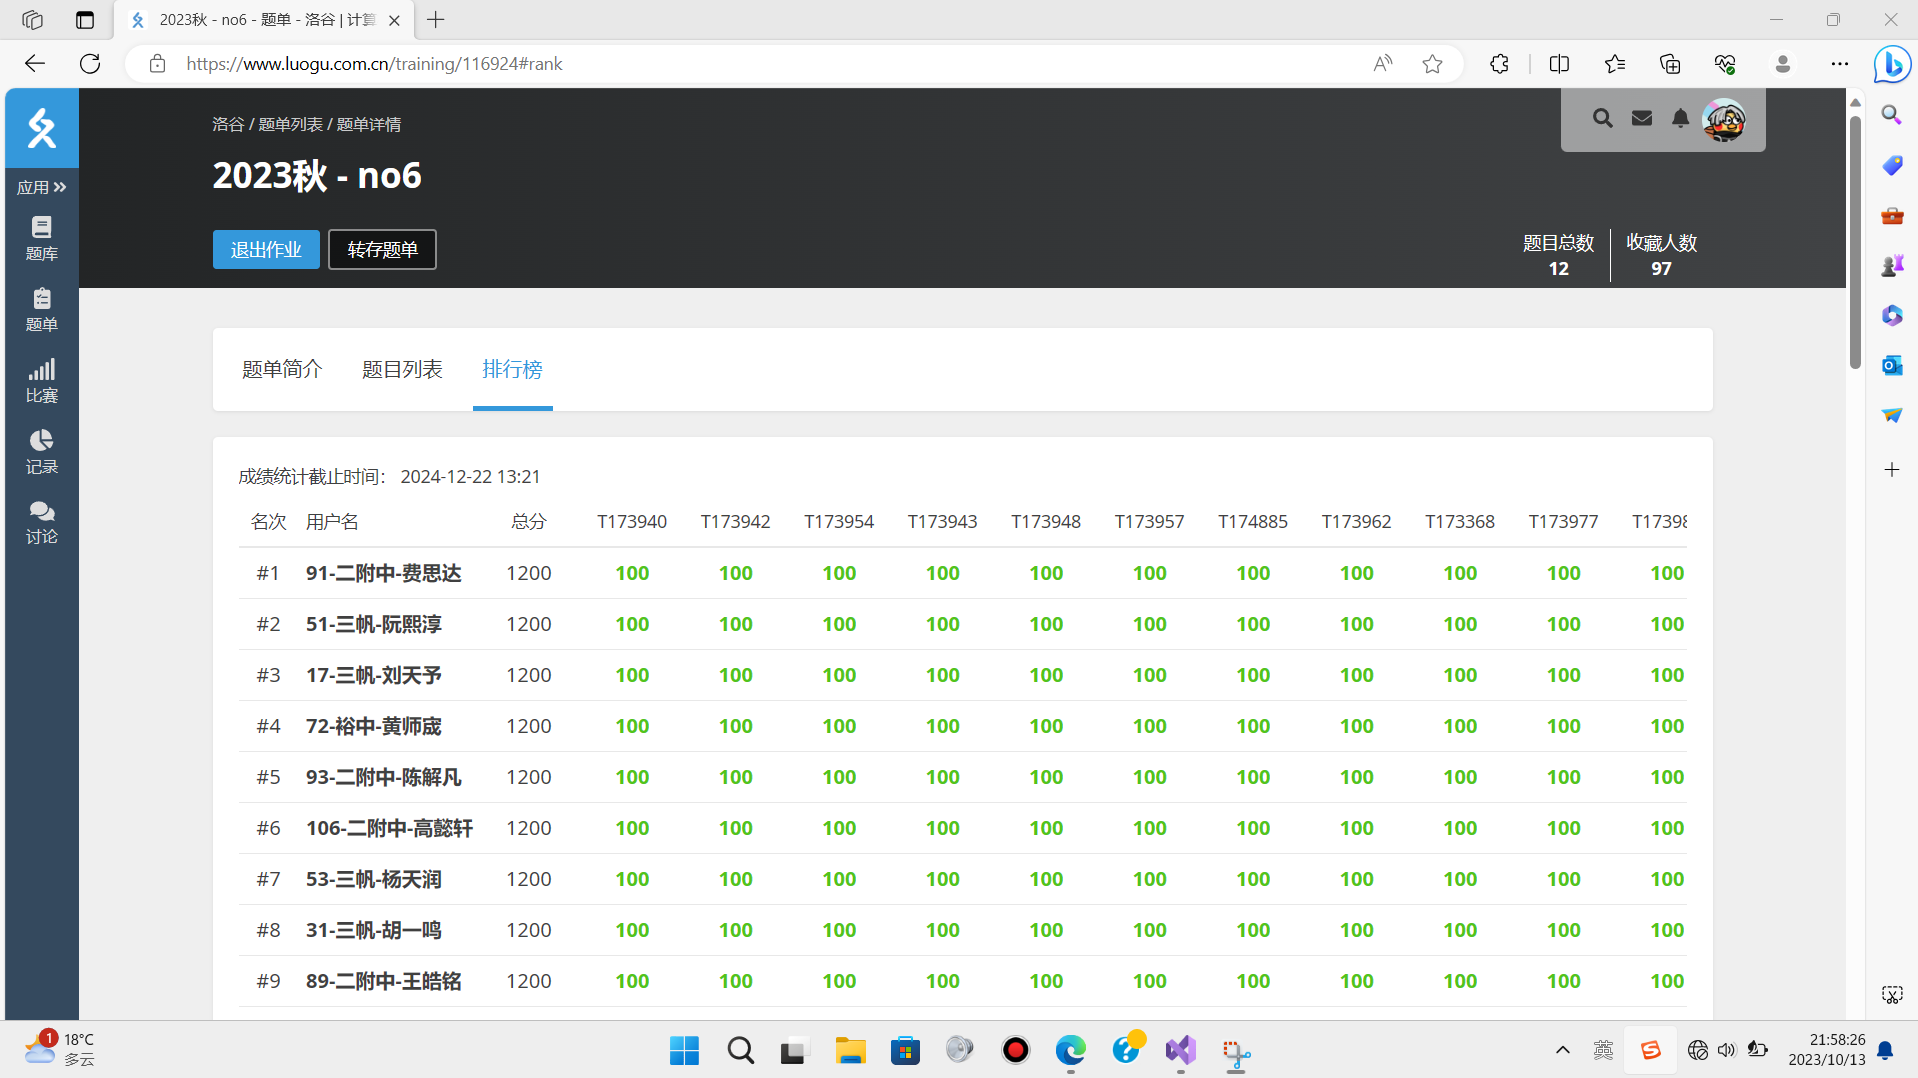 2023秋 - no6 - 题单 - 洛谷 | 计算
https://www.luogu.com.cn/training/116924#rank
洛谷 / 题单列表 / 题单详情
2023秋 - no6
应用
题库
题单
比赛
记录
讨论
退出作业
转存题单
题目总数
12
收藏人数
97
题单简介 题目列表 排行榜
成绩统计截止时间： 2024-12-22 13:21
名次 用户名 总分 T173940 T173942 T173954 T173943 T173948 T173957 T174885 T173962 T173368 T173977 T17398
#1 91-二附中-费思达 1200 100 100 100 100 100 100 100 100 100 100 100
#2 51-三帆-阮熙淳 1200 100 100 100 100 100 100 100 100 100 100 100
#3 17-三帆-刘天予 1200 100 100 100 100 100 100 100 100 100 100 100
#4 72-裕中-黄师宬 1200 100 100 100 100 100 100 100 100 100 100 100
#5 93-二附中-陈解凡 1200 100 100 100 100 100 100 100 100 100 100 100
#6 106-二附中-高懿轩 1200 100 100 100 100 100 100 100 100 100 100 100
#7 53-三帆-杨天润 1200 100 100 100 100 100 100 100 100 100 100 100
#8 31-三帆-胡一鸣 1200 100 100 100 100 100 100 100 100 100 100 100
#9 89-二附中-王皓铭 1200 100 100 100 100 100 100 100 100 100 100 100
1
18°C
多云
英
21:58:26
2023/10/13